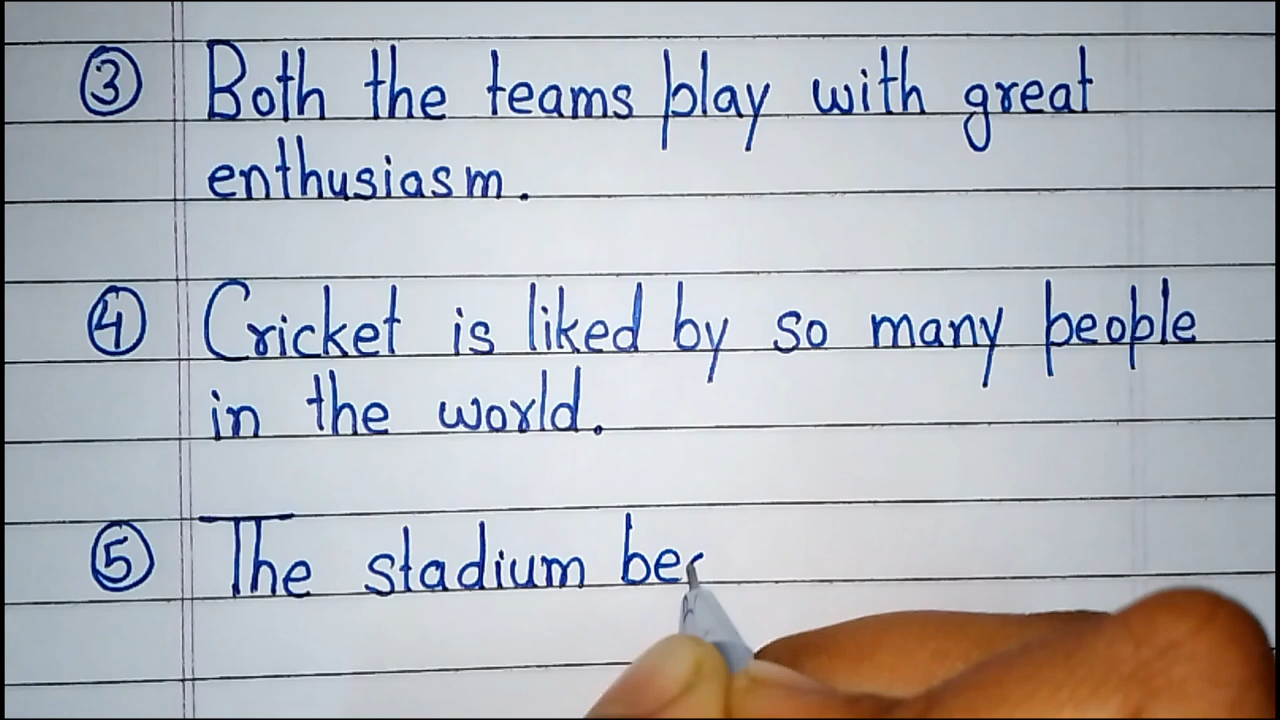 ③ Both the teams play with great
enthusiasm.
④ Cricket is liked by so many people
in the world.
⑤ The stadium bec